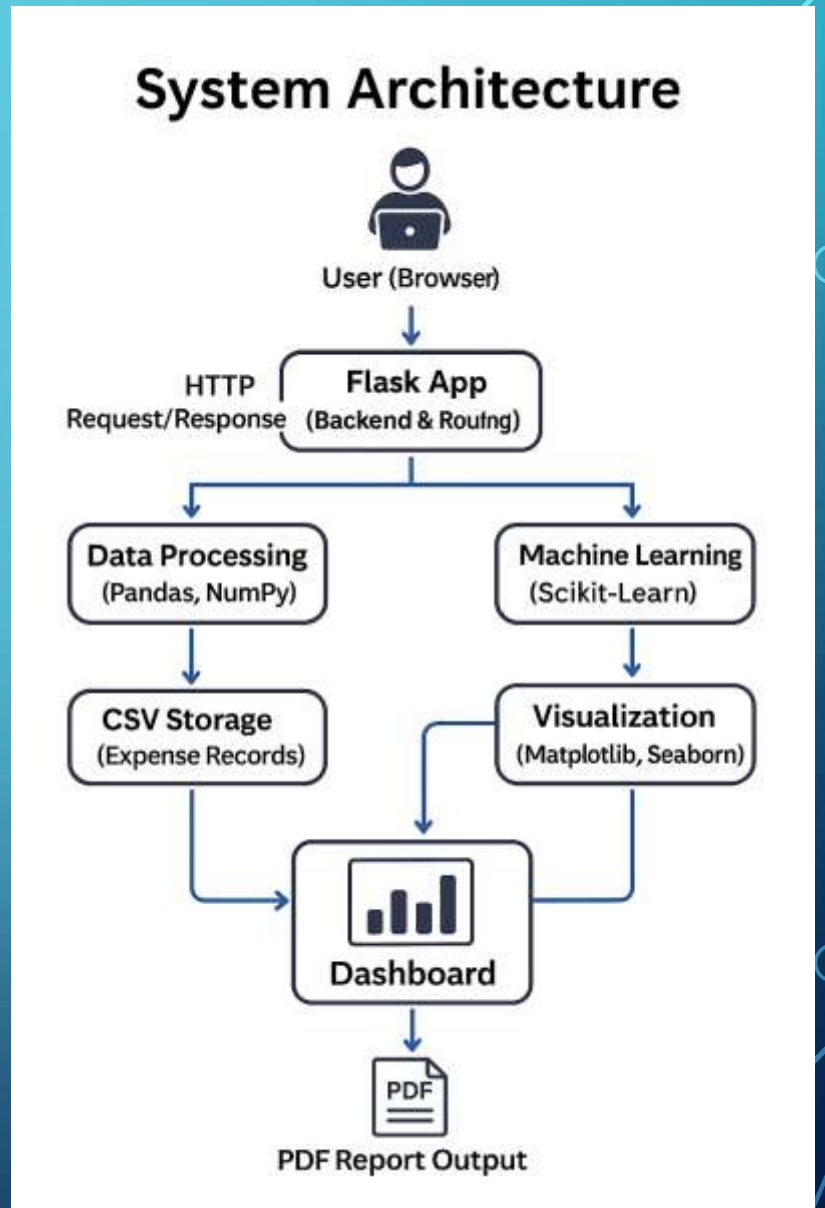 System Architecture
User (Browser)
HTTP
Request/Response
Flask App
(Backend & Routng)
Data Processing
(Pandas, NumPy)
Machine Learning
(Scikit-Learn)
CSV Storage
(Expense Records)
Visualization
(Matplotlib, Seaborn)
Dashboard
PDF
PDF Report Output